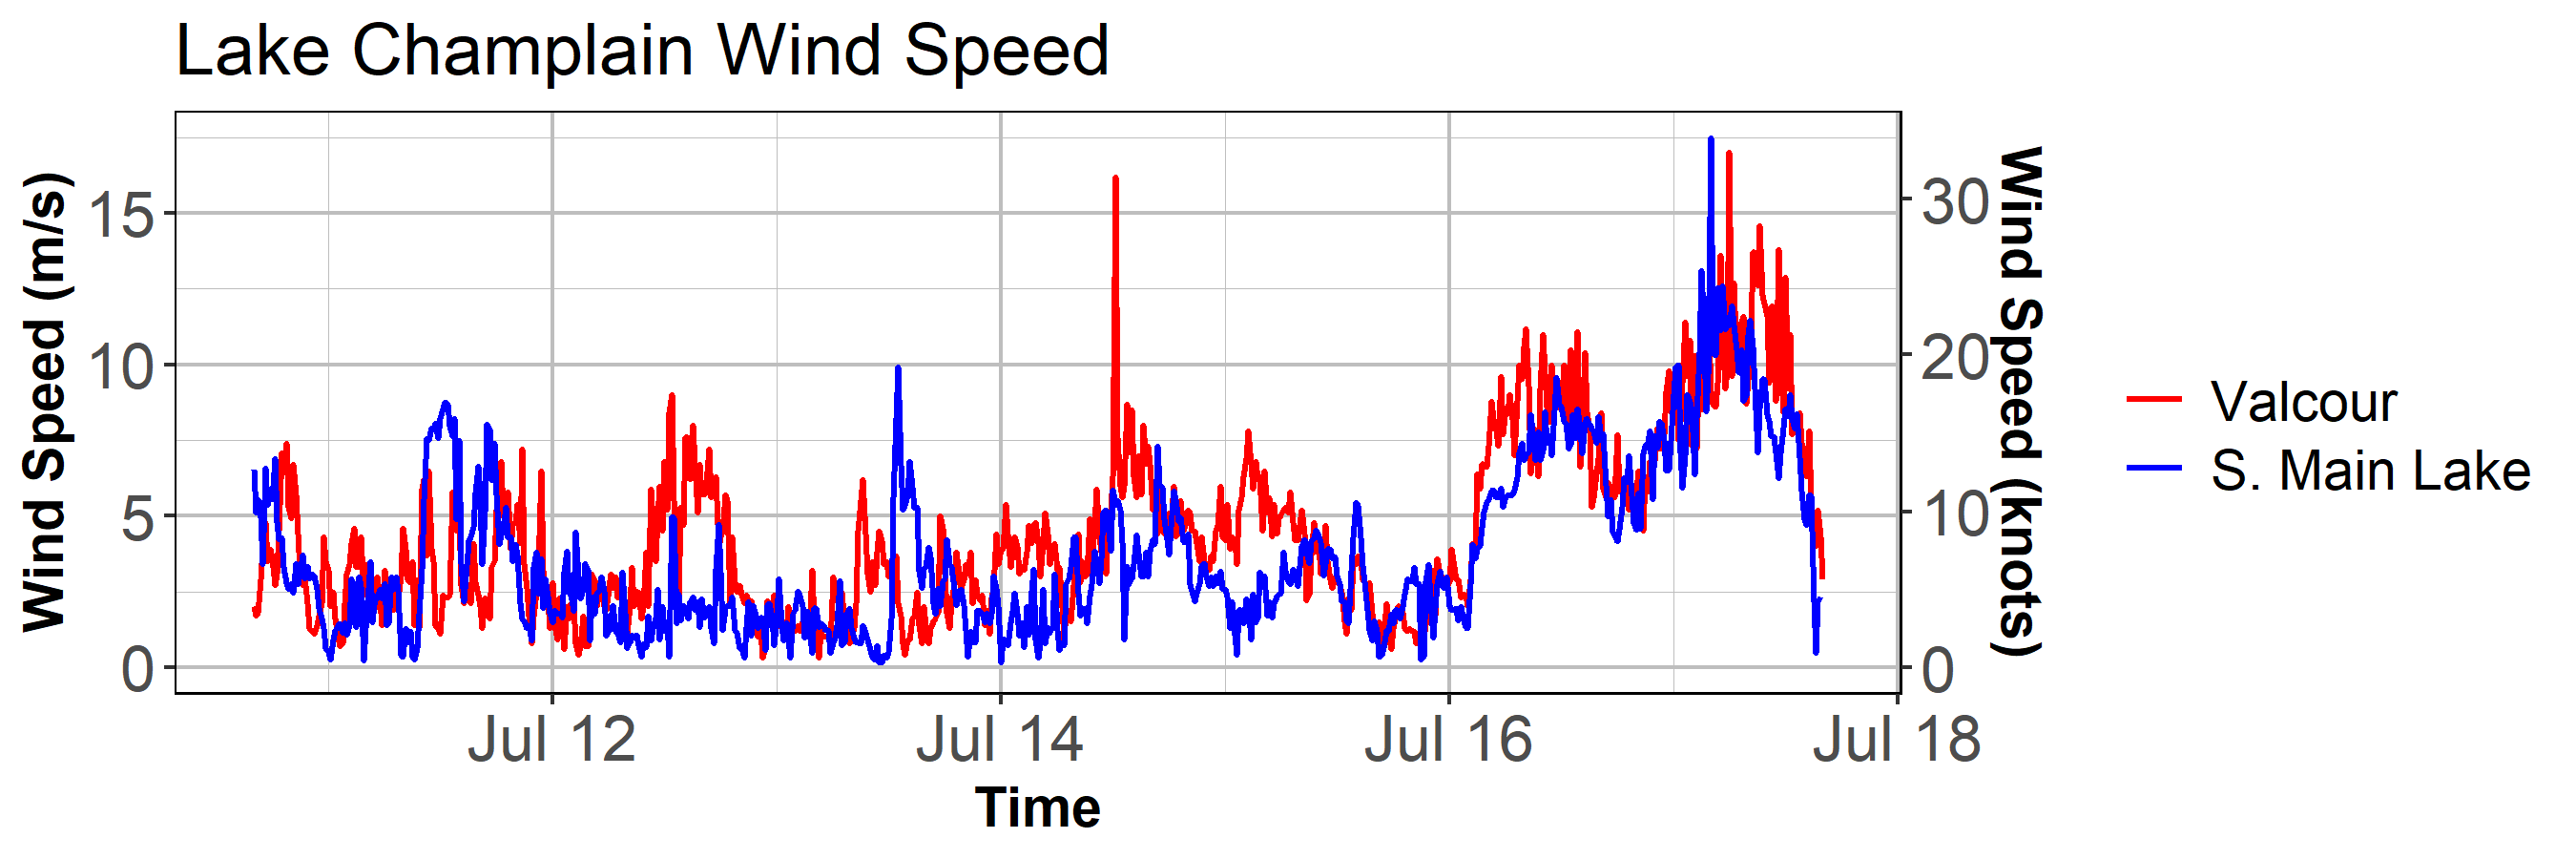 Lake Champlain Wind Speed
Wind Speed (m/s)
15
10
5
0
30
20
10
0
Wind Speed (knots)
Jul 12
Jul 14
Jul 16
Jul 18
Time
Valcour
S. Main Lake